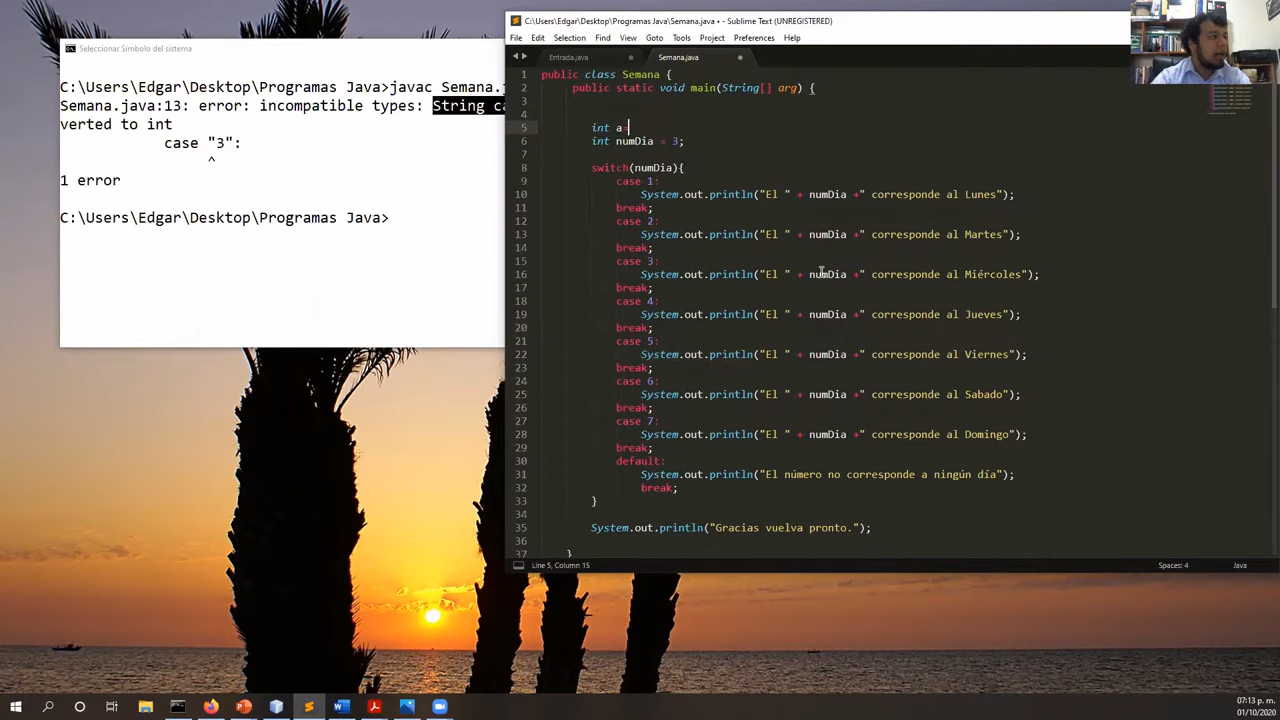 Seleccionar Símbolo del sistema
C:\Users\Edgar\Desktop\Programas Java>javac Semana.
Semana.java:13: error: incompatible types: String ca
verted to int
case "3":
^
1 error
C:\Users\Edgar\Desktop\Programas Java>
C:\Users\Edgar\Desktop\Programas Java\Semana.java • - Sublime Text (UNREGISTERED)
File Edit Selection Find View Goto Tools Project Preferences Help
Entrada.java Semana.java
1 public class Semana {
2 public static void main(String[] arg) {
3
4
5 int a=
6 int numDia = 3;
7
8 switch(numDia){
9 case 1:
10 System.out.println("El " + numDia +" corresponde al Lunes");
11 break;
12 case 2:
13 System.out.println("El " + numDia +" corresponde al Martes");
14 break;
15 case 3:
16 System.out.println("El " + numDia +" corresponde al Miércoles");
17 break;
18 case 4:
19 System.out.println("El " + numDia +" corresponde al Jueves");
20 break;
21 case 5:
22 System.out.println("El " + numDia +" corresponde al Viernes");
23 break;
24 case 6:
25 System.out.println("El " + numDia +" corresponde al Sabado");
26 break;
27 case 7:
28 System.out.println("El " + numDia +" corresponde al Domingo");
29 break;
30 default:
31 System.out.println("El número no corresponde a ningún día");
32 break;
33 }
34
35 System.out.println("Gracias vuelva pronto.");
36
37 }
Line 5, Column 15 Spaces: 4 Java
07:13 p. m.
01/10/2020